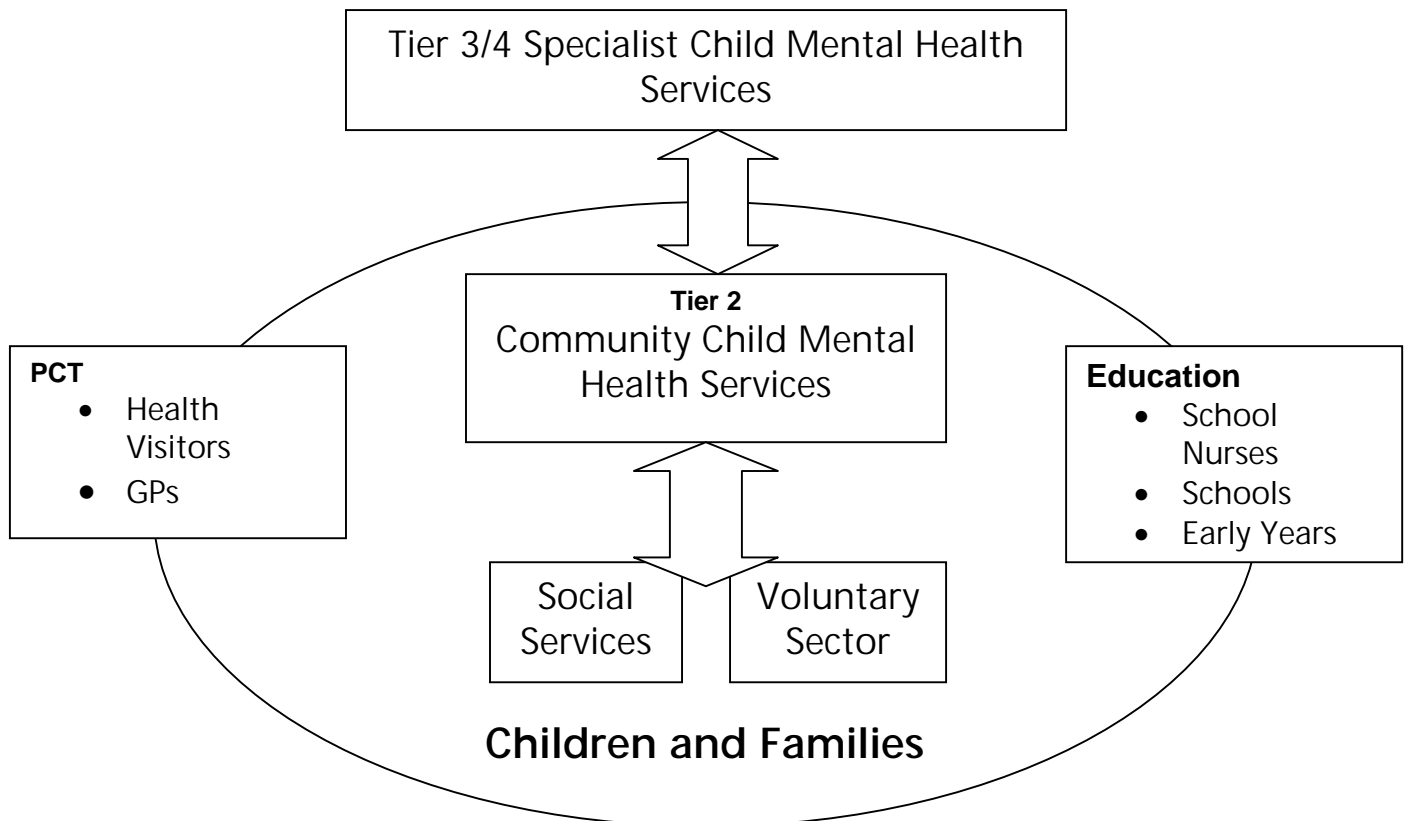 Tier 3/4 Specialist Child Mental Health
Services
Tier 2
Community Child Mental
Health Services
PCT
• Health
Visitors
• GPs
Education
• School
Nurses
• Schools
• Early Years
Social
Services
Voluntary
Sector
Children and Families